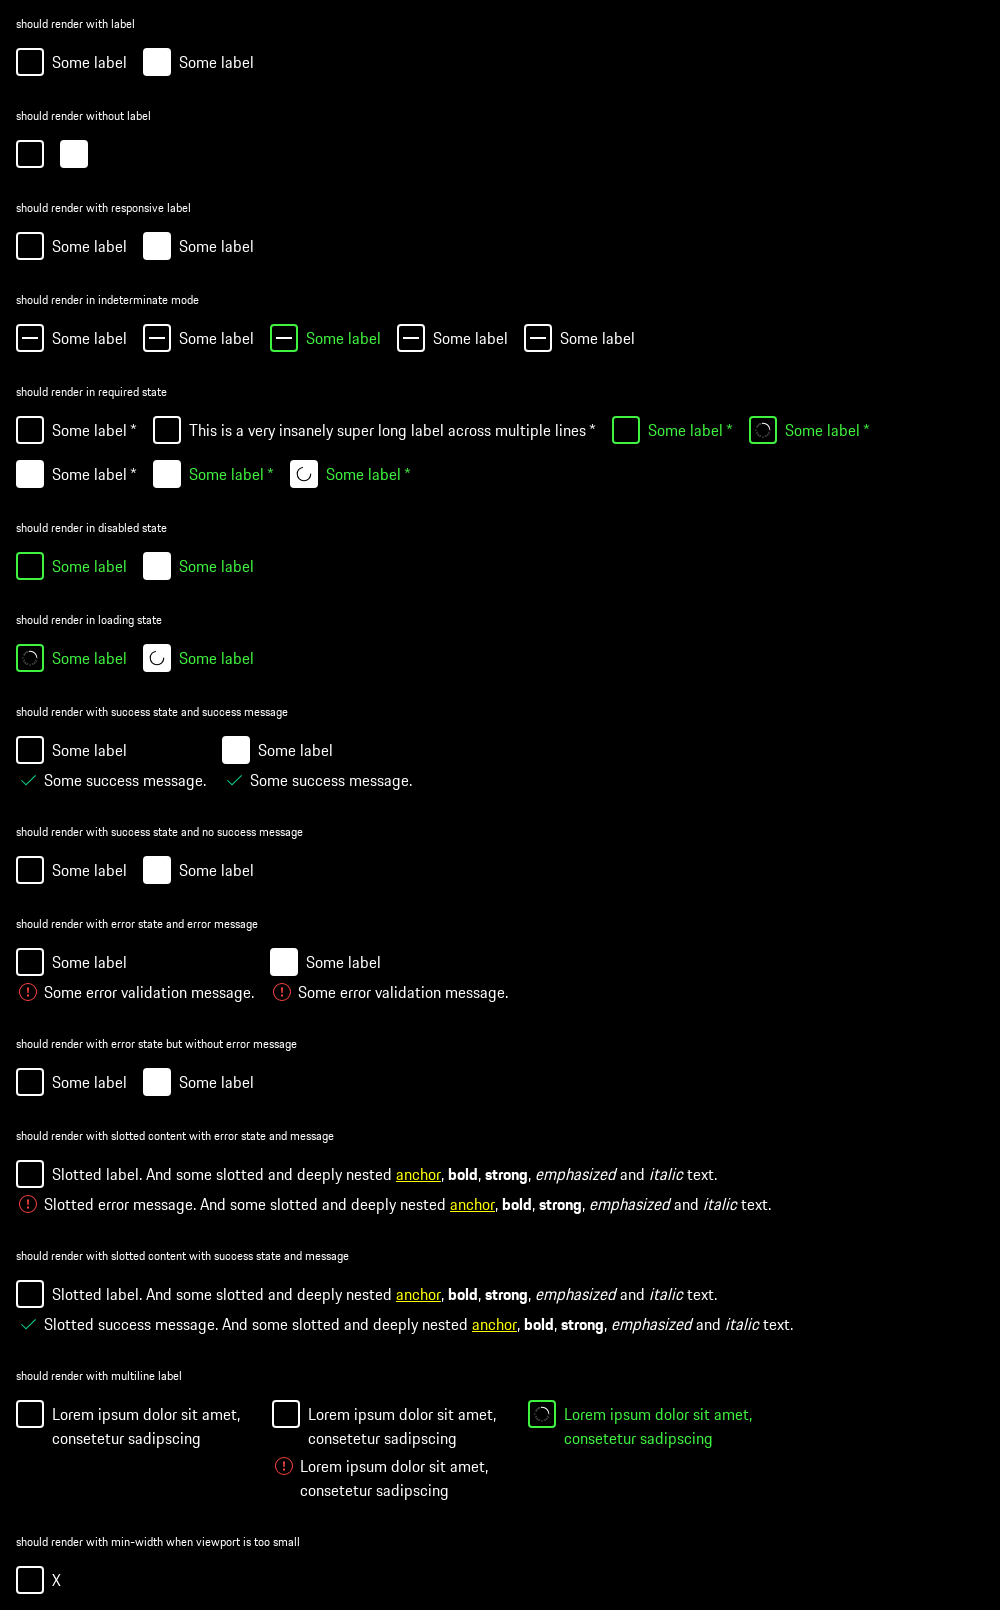 should render with label
Some label Some label
should render without label
should render with responsive label
Some label Some label
should render in indeterminate mode
Some label Some label Some label Some label Some label
should render in required state
Some label * This is a very insanely super long label across multiple lines * Some label * Some label *
Some label * Some label * Some label *
should render in disabled state
Some label Some label
should render in loading state
Some label Some label
should render with success state and success message
Some label Some label
Some success message. Some success message.
should render with success state and no success message
Some label Some label
should render with error state and error message
Some label Some label
Some error validation message. Some error validation message.
should render with error state but without error message
Some label Some label
should render with slotted content with error state and message
Slotted label. And some slotted and deeply nested anchor, bold, strong, emphasized and italic text.
Slotted error message. And some slotted and deeply nested anchor, bold, strong, emphasized and italic text.
should render with slotted content with success state and message
Slotted label. And some slotted and deeply nested anchor, bold, strong, emphasized and italic text.
Slotted success message. And some slotted and deeply nested anchor, bold, strong, emphasized and italic text.
should render with multiline label
Lorem ipsum dolor sit amet, Lorem ipsum dolor sit amet, Lorem ipsum dolor sit amet,
consetetur sadipscing consetetur sadipscing consetetur sadipscing
Lorem ipsum dolor sit amet,
consetetur sadipscing
should render with min-width when viewport is too small
X